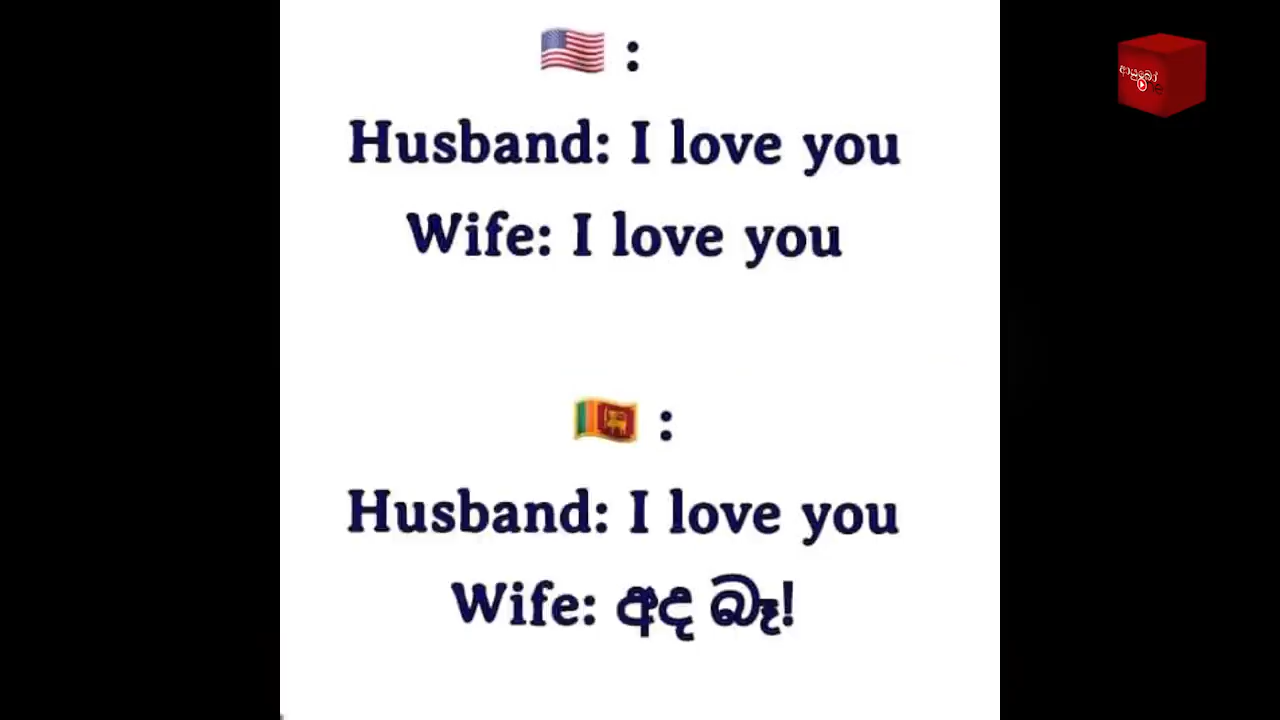 🇺🇸 :
Husband: I love you
Wife: I love you
🇱🇰 :
Husband: I love you
Wife: අද බෑ!